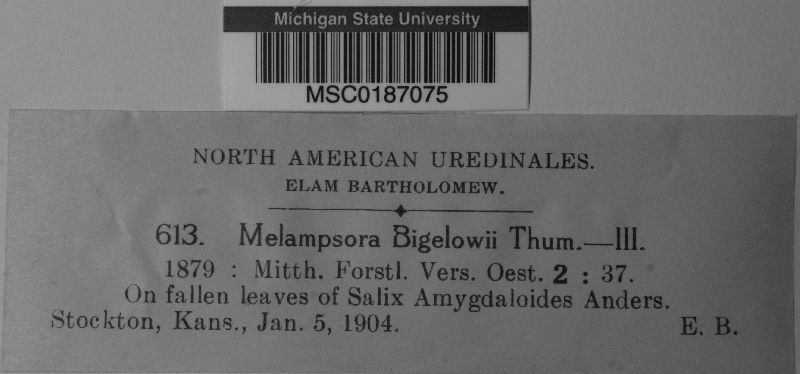 Michigan State University
MSC0187075
NORTH AMERICAN UREDINALES.
ELAM BARTHOLOMEW.
613. Melampsora Bigelowii Thum.—III.
1879 : Mitth. Forstl. Vers. Oest. 2 : 37.
On fallen leaves of Salix Amygdaloides Anders.
Stockton, Kans., Jan. 5, 1904. E. B.